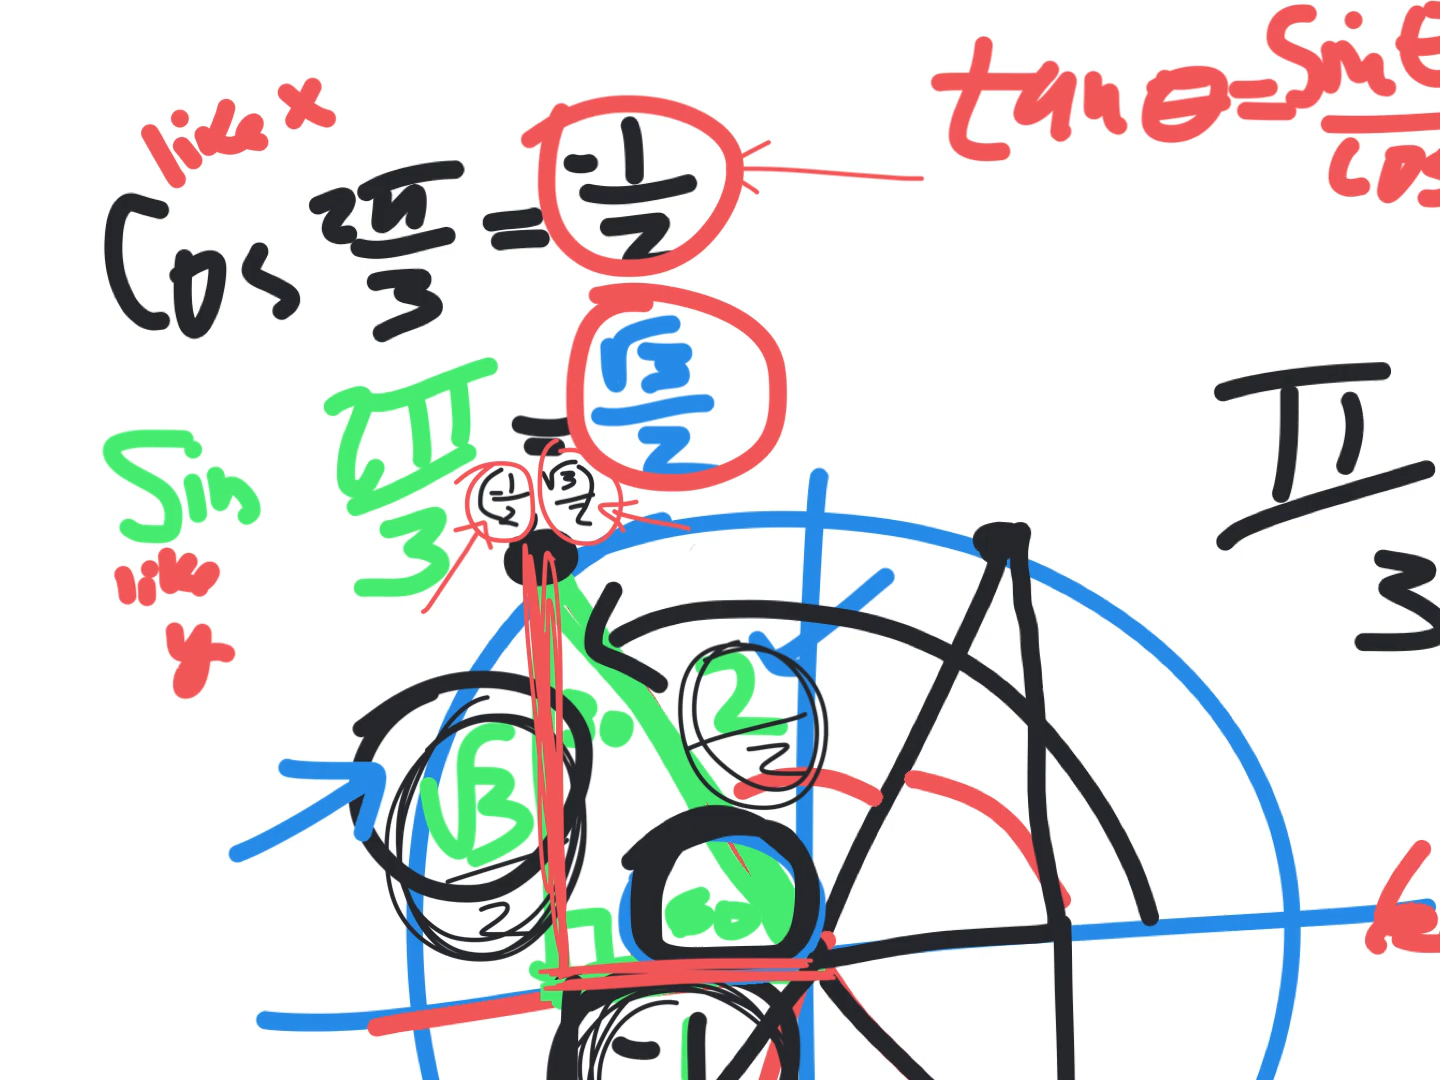 like x
tan θ = sin θ / cos
cos 2π/3 = -1/2
sin 2π/3 = √3/2
like y
(-1/2, √3/2)
π/3
30
2/2
√3/2
60
-1